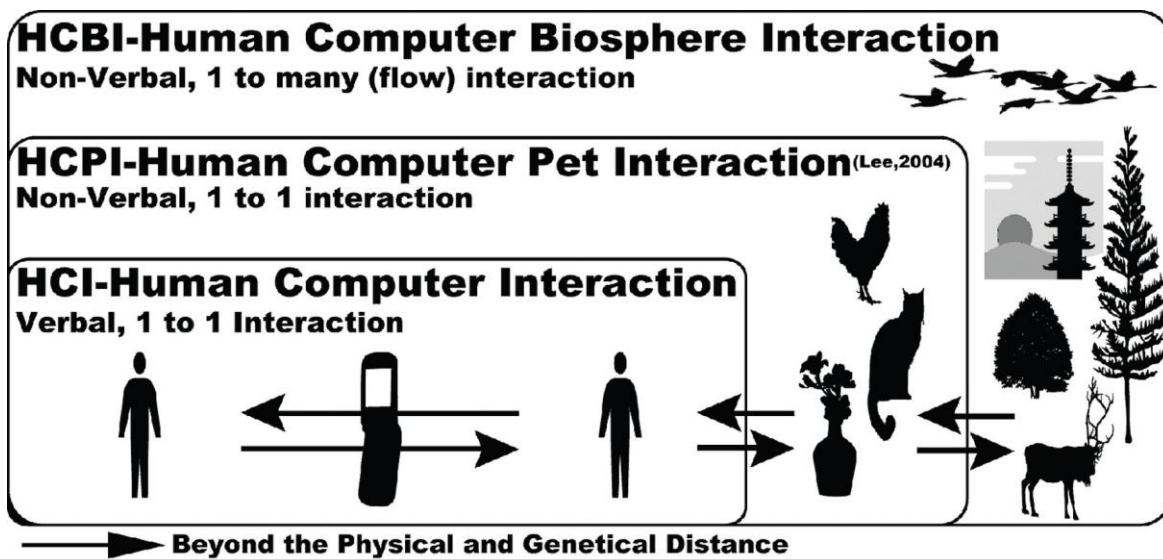 HCBI-Human Computer Biosphere Interaction
Non-Verbal, 1 to many (flow) interaction
HCPI-Human Computer Pet Interaction(Lee,2004)
Non-Verbal, 1 to 1 interaction
HCI-Human Computer Interaction
Verbal, 1 to 1 Interaction
Beyond the Physical and Genetical Distance